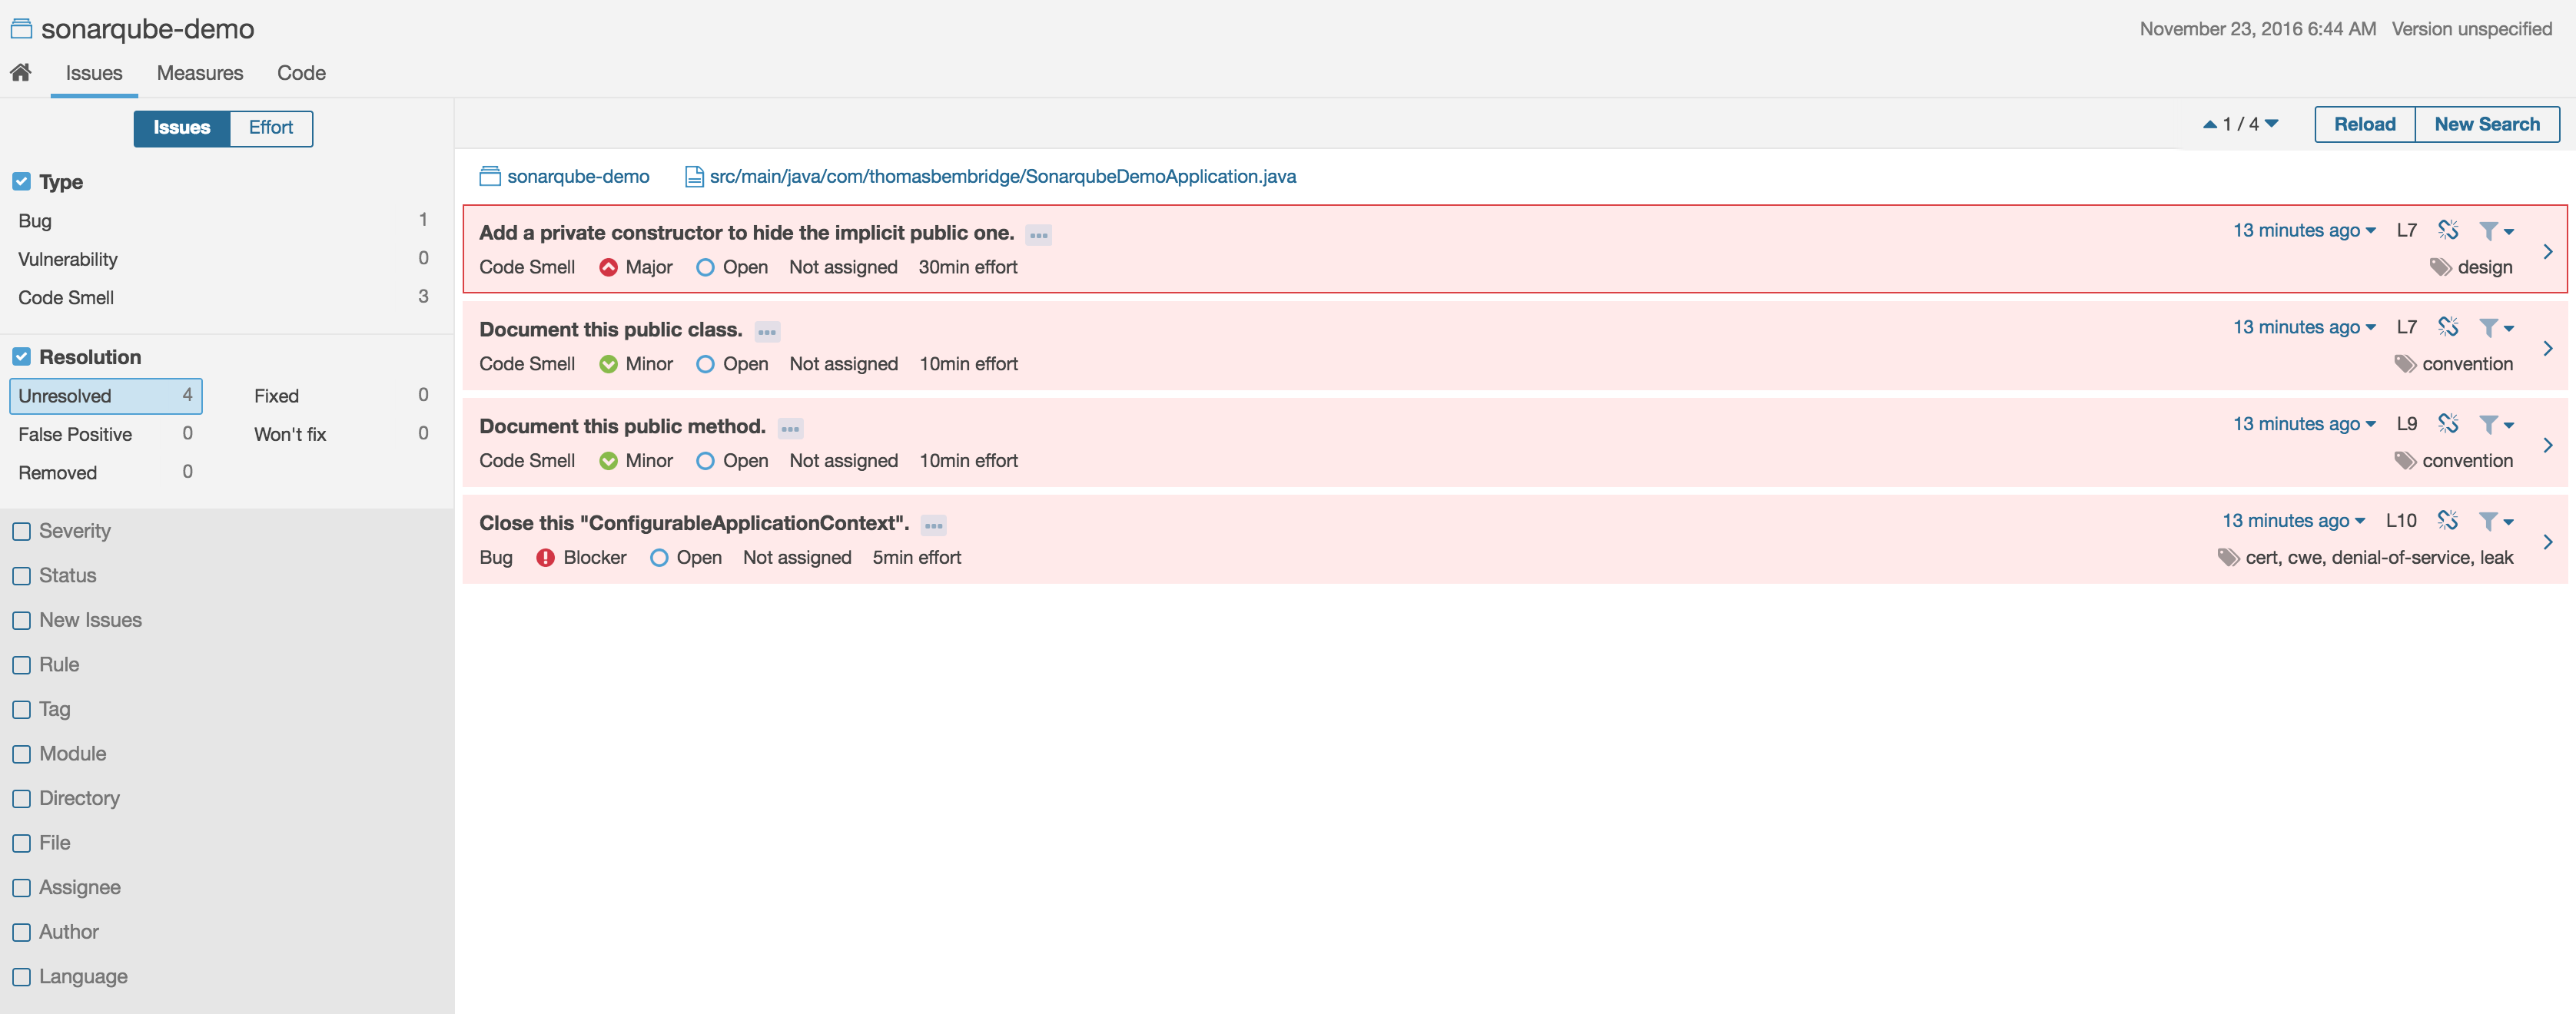 sonarqube-demo
November 23, 2016 6:44 AM Version unspecified
Issues Measures Code
Issues Effort
1 / 4 Reload New Search
Type
Bug 1
Vulnerability 0
Code Smell 3
Resolution
Unresolved 4 Fixed 0
False Positive 0 Won't fix 0
Removed 0
Severity
Status
New Issues
Rule
Tag
Module
Directory
File
Assignee
Author
Language
sonarqube-demo src/main/java/com/thomasbembridge/SonarqubeDemoApplication.java
Add a private constructor to hide the implicit public one. 13 minutes ago L7
Code Smell Major Open Not assigned 30min effort design
Document this public class. 13 minutes ago L7
Code Smell Minor Open Not assigned 10min effort convention
Document this public method. 13 minutes ago L9
Code Smell Minor Open Not assigned 10min effort convention
Close this "ConfigurableApplicationContext". 13 minutes ago L10
Bug Blocker Open Not assigned 5min effort cert, cwe, denial-of-service, leak